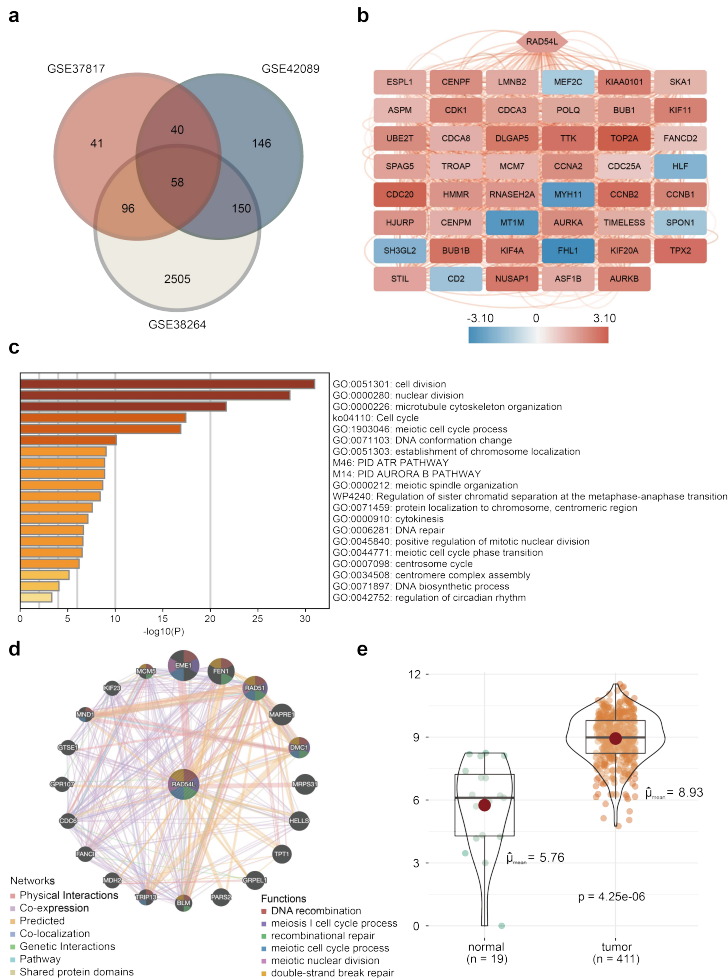 a
GSE37817
GSE42089
41
40
146
58
96
150
2505
GSE38264
b
RAD54L
ESPL1 CENPF LMNB2 MEF2C KIAA0101 SKA1
ASPM CDK1 CDCA3 POLQ BUB1 KIF11
UBE2T CDCA8 DLGAP5 TTK TOP2A FANCD2
SPAG5 TROAP MCM7 CCNA2 CDC25A HLF
CDC20 HMMR RNASEH2A MYH11 CCNB2 CCNB1
HJURP CENPM MT1M AURKA TIMELESS SPON1
SH3GL2 BUB1B KIF4A FHL1 KIF20A TPX2
STIL CD2 NUSAP1 ASF1B AURKB
-3.10 0 3.10
c
GO:0051301: cell division
GO:0000280: nuclear division
GO:0000226: microtubule cytoskeleton organization
ko04110: Cell cycle
GO:1903046: meiotic cell cycle process
GO:0071103: DNA conformation change
GO:0051303: establishment of chromosome localization
M46: PID ATR PATHWAY
M14: PID AURORA B PATHWAY
GO:0000212: meiotic spindle organization
WP4240: Regulation of sister chromatid separation at the metaphase-anaphase transition
GO:0071459: protein localization to chromosome, centromeric region
GO:0000910: cytokinesis
GO:0006281: DNA repair
GO:0045840: positive regulation of mitotic nuclear division
GO:0044771: meiotic cell cycle phase transition
GO:0007098: centrosome cycle
GO:0034508: centromere complex assembly
GO:0071897: DNA biosynthetic process
GO:0042752: regulation of circadian rhythm
0 5 10 15 20 25 30
-log10(P)
d
EME1
FEN1
RAD51
MAPRE1
DMC1
MRPS31
HELLS
TPT1
GRPEL1
PARS2
BLM
TRIP13
MDH2
FANCI
CDC6
GPR107
GTSE1
MND1
KIF23
RAD54L
Networks
Physical Interactions
Co-expression
Predicted
Co-localization
Genetic Interactions
Pathway
Shared protein domains
Functions
DNA recombination
meiosis I cell cycle process
recombinational repair
meiotic cell cycle process
meiotic nuclear division
double-strand break repair
e
12
9
6
3
0
μ̂mean = 5.76
μ̂mean = 8.93
p = 4.25e-06
normal
(n = 19)
tumor
(n = 411)